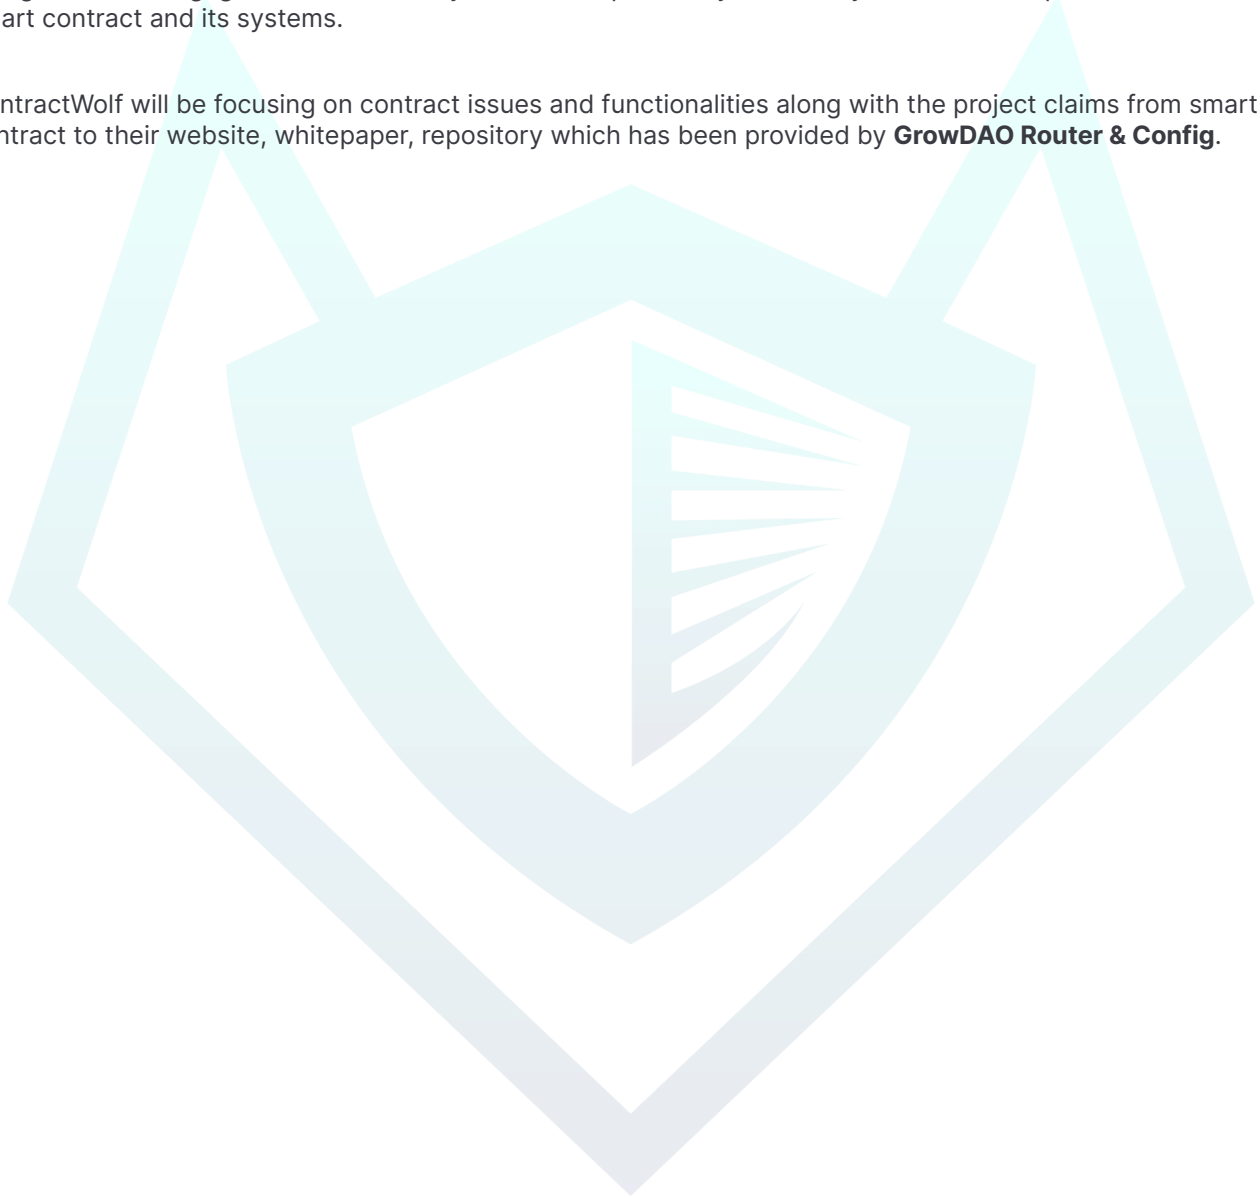 art contract and its systems.
ntractWolf will be focusing on contract issues and functionalities along with the project claims from smart
ntract to their website, whitepaper, repository which has been provided by GrowDAO Router & Config.